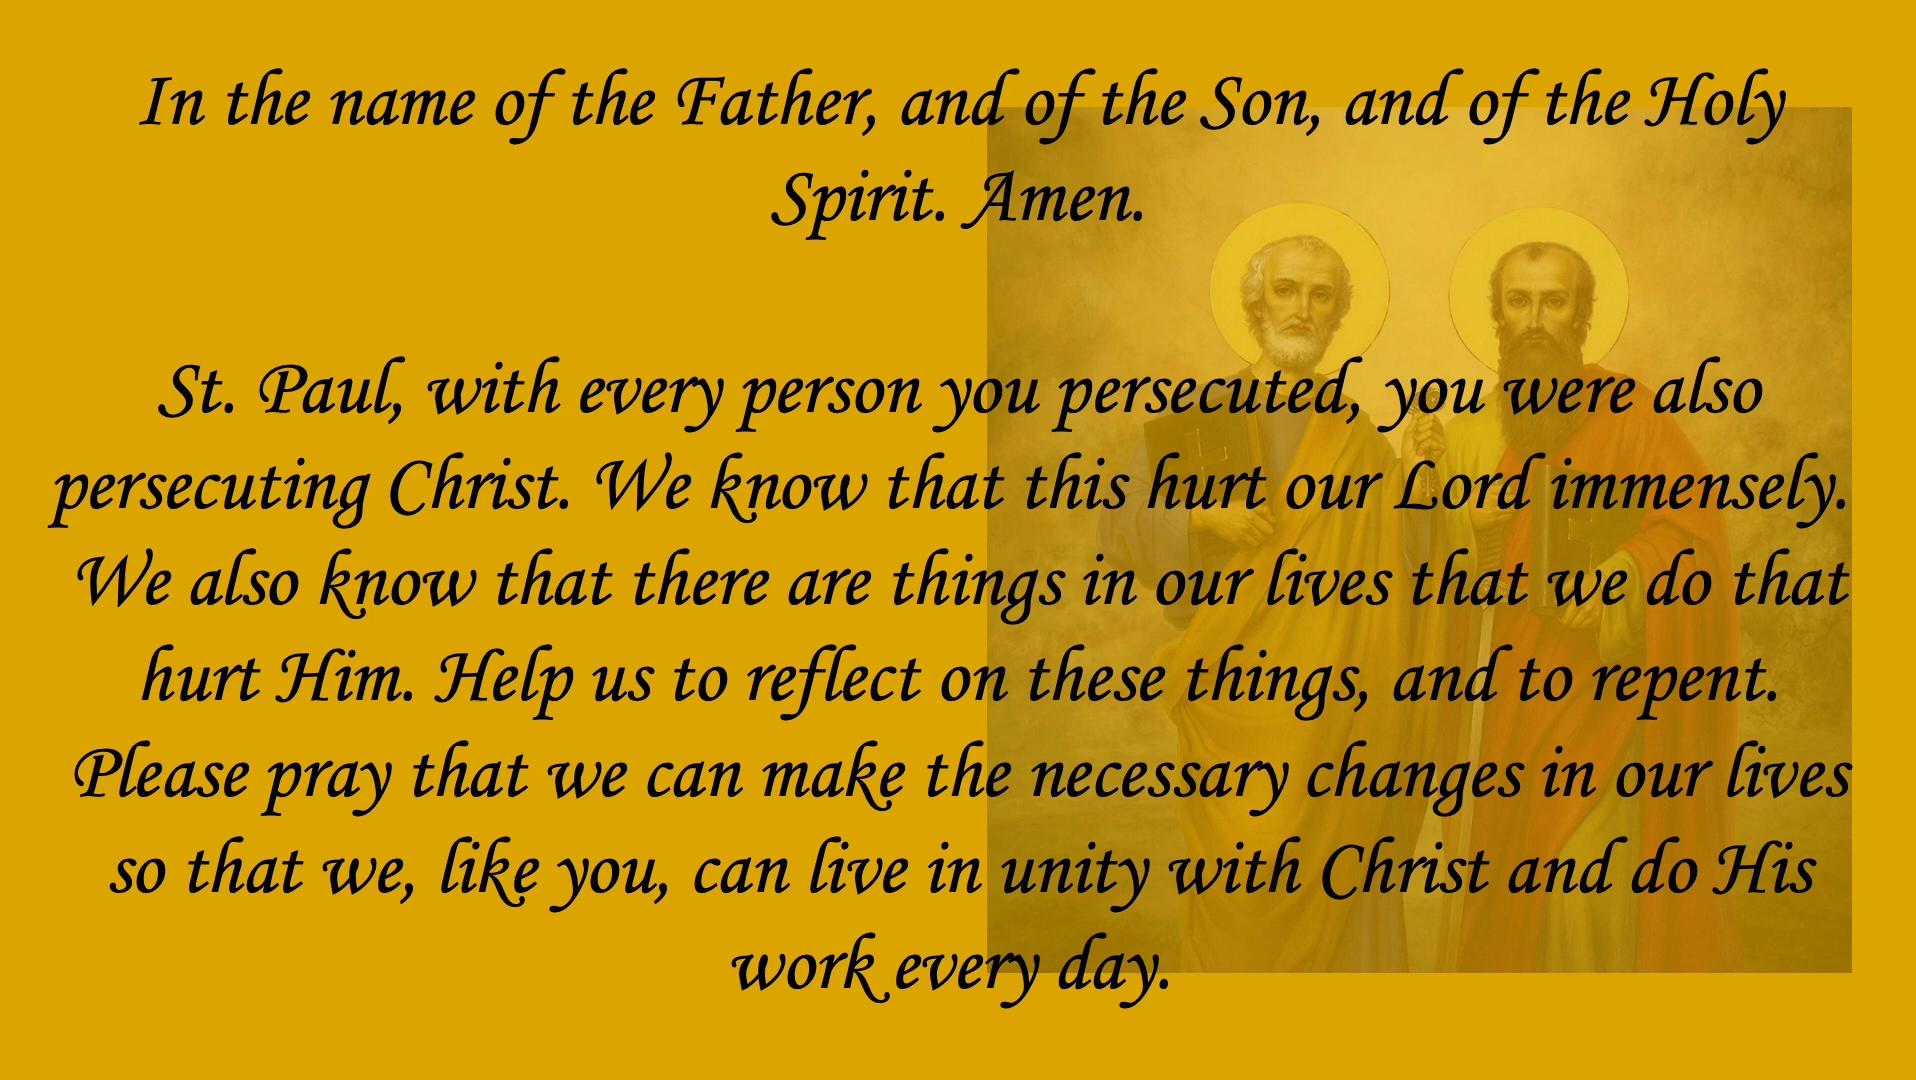 In the name of the Father, and of the Son, and of the Holy
Spirit. Amen.
St. Paul, with every person you persecuted, you were also
persecuting Christ. We know that this hurt our Lord immensely.
We also know that there are things in our lives that we do that
hurt Him. Help us to reflect on these things, and to repent.
Please pray that we can make the necessary changes in our lives
so that we, like you, can live in unity with Christ and do His
work every day.